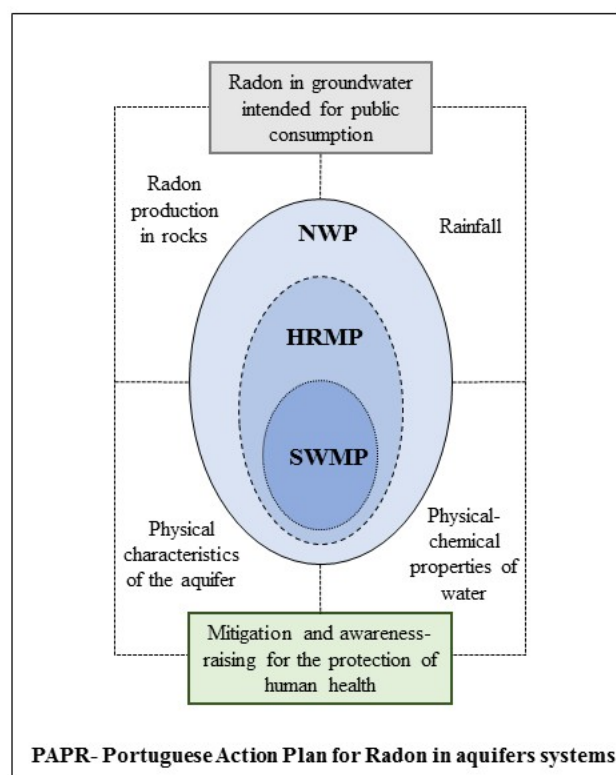 Radon in groundwater
intended for public
consumption
Radon
production
in rocks
Rainfall
NWP
HRMP
SWMP
Physical
characteristics
of the aquifer
Physical-
chemical
properties of
water
Mitigation and awareness-
raising for the protection of
human health
PAPR- Portuguese Action Plan for Radon in aquifers systems